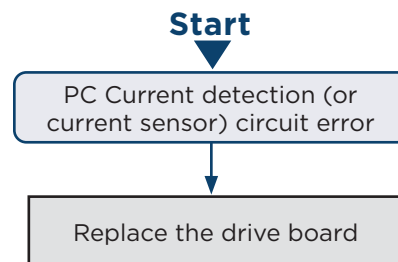 Start
PC Current detection (or
current sensor) circuit error
Replace the drive board